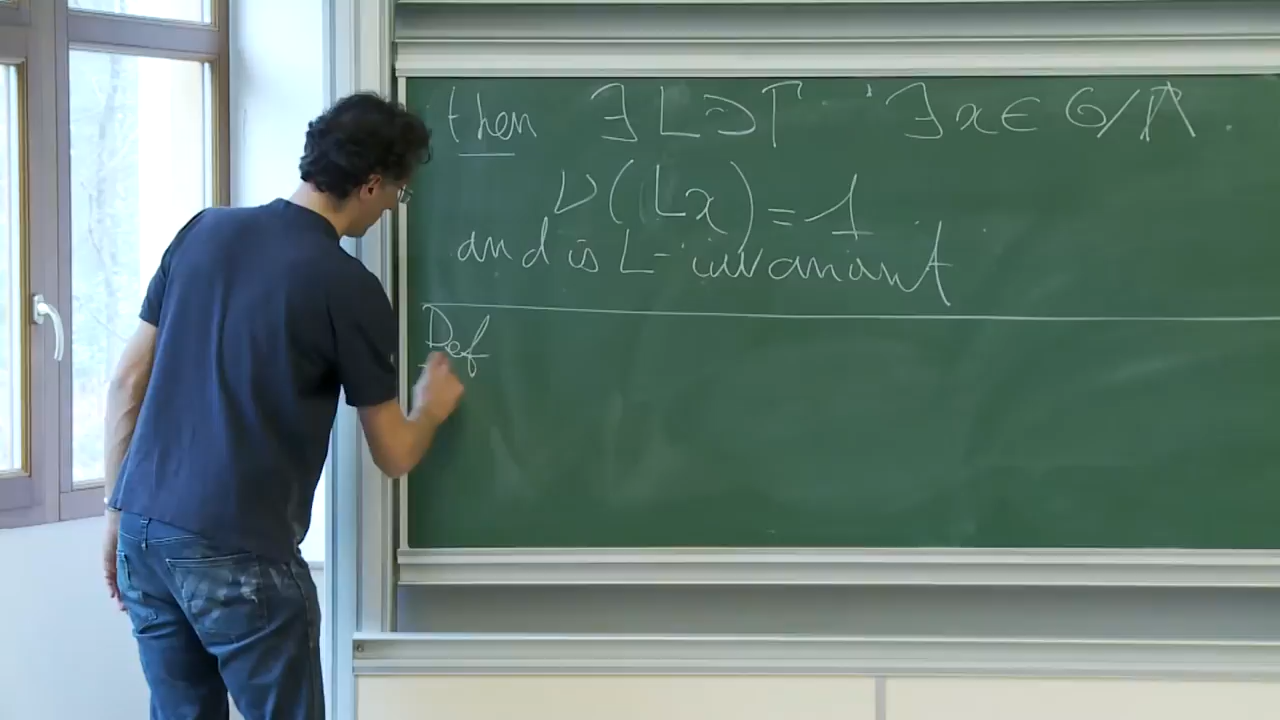 then ∃ L ⊃ Γ ∃ x ∈ G/Λ.
ν(Lx) = 1
and is L-invariant
Def